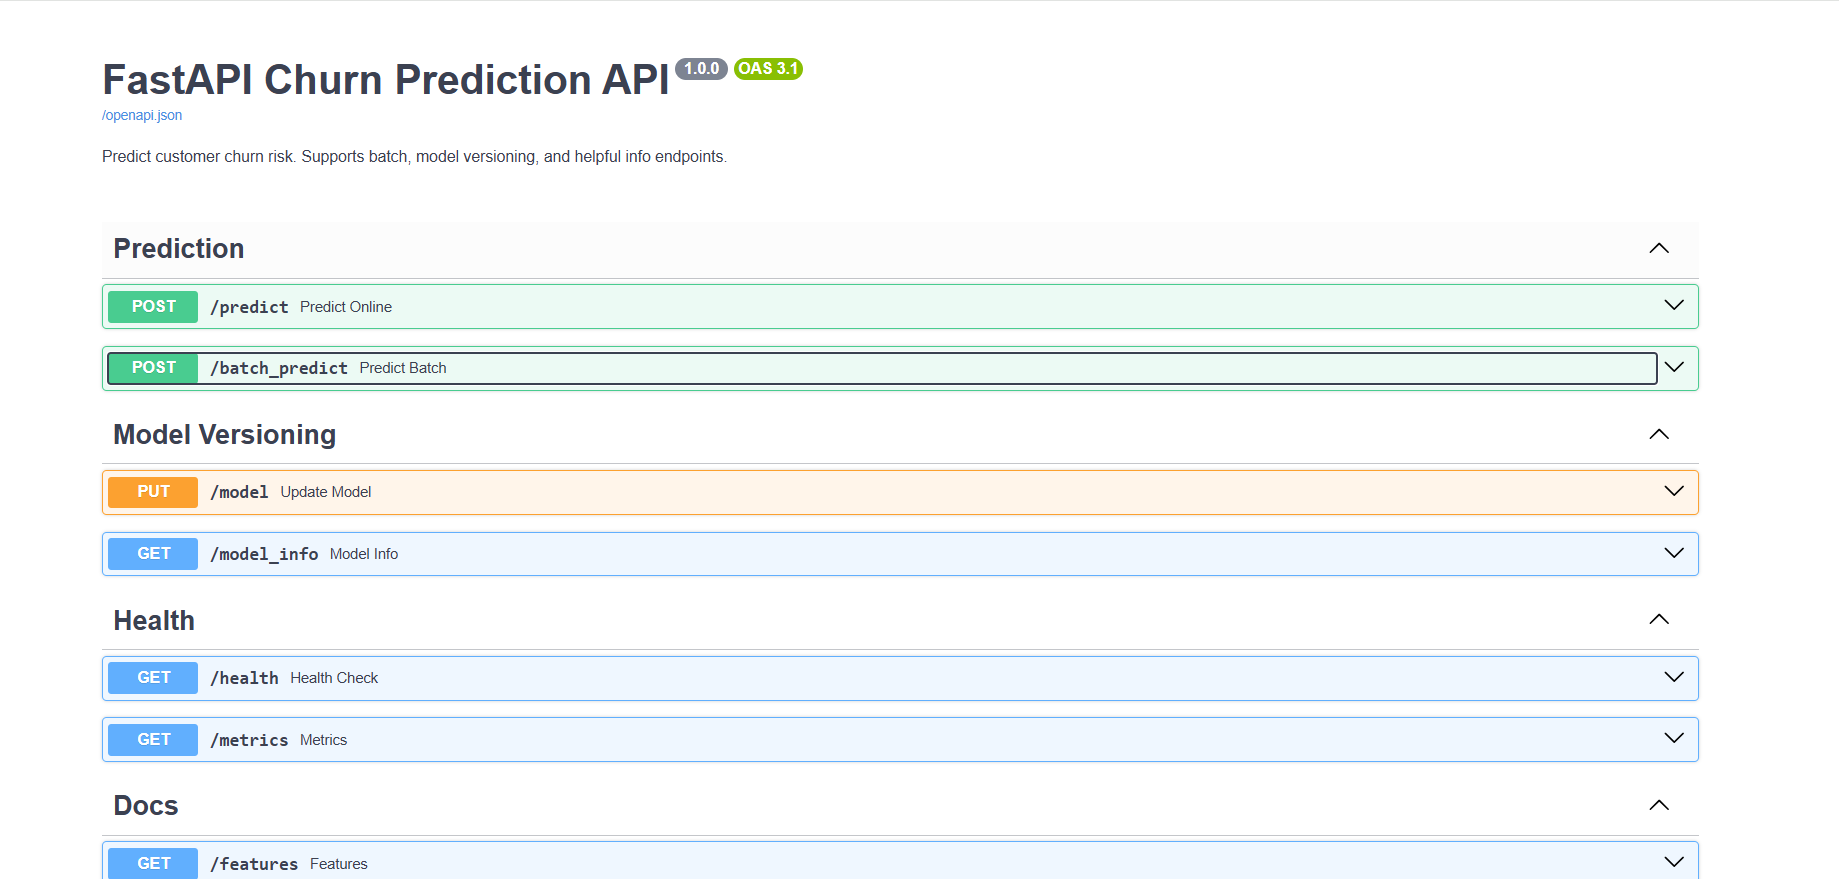 FastAPI Churn Prediction API 1.0.0 OAS 3.1
/openapi.json
Predict customer churn risk. Supports batch, model versioning, and helpful info endpoints.
Prediction
POST /predict Predict Online
POST /batch_predict Predict Batch
Model Versioning
PUT /model Update Model
GET /model_info Model Info
Health
GET /health Health Check
GET /metrics Metrics
Docs
GET /features Features